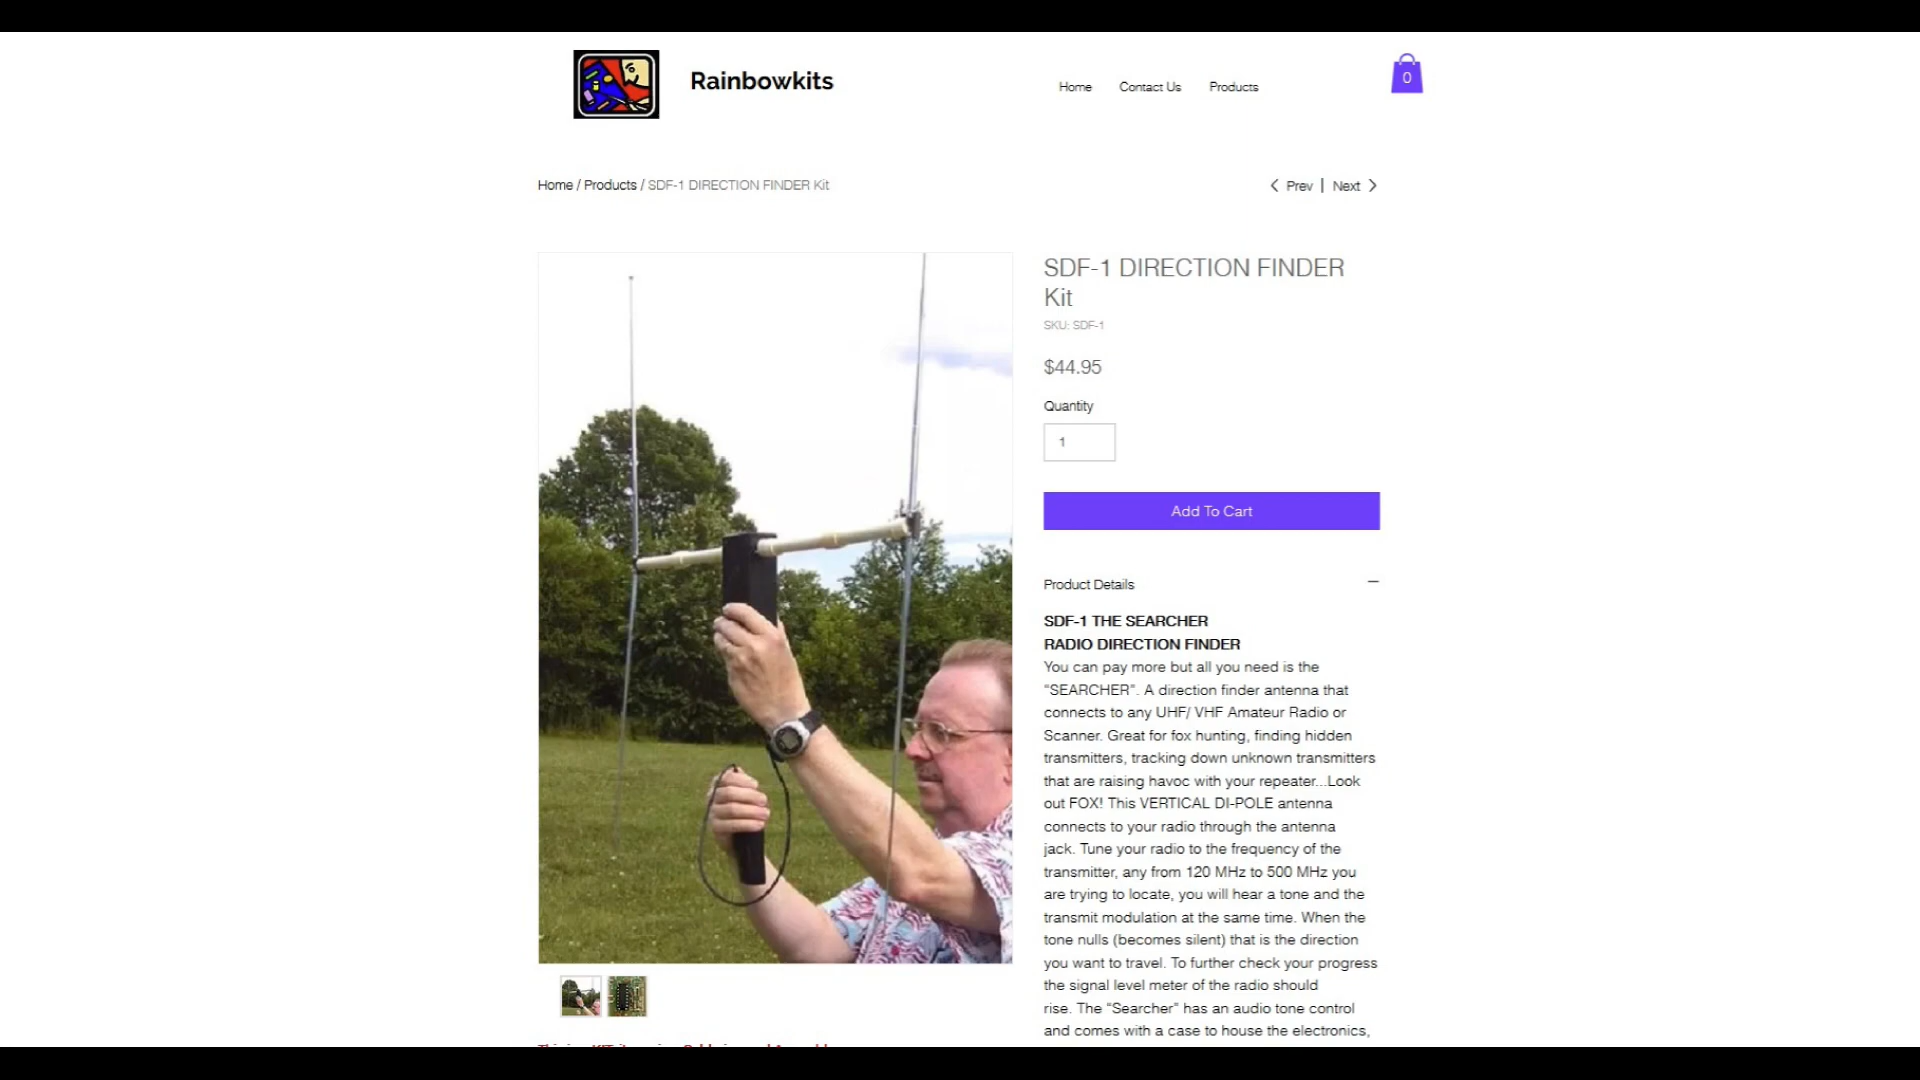 Rainbowkits
Home
Contact Us
Products
0
Home / Products / SDF-1 DIRECTION FINDER Kit
Prev | Next
SDF-1 DIRECTION FINDER
Kit
SKU: SDF-1
$44.95
Quantity
1
Add To Cart
Product Details
SDF-1 THE SEARCHER
RADIO DIRECTION FINDER
You can pay more but all you need is the
"SEARCHER". A direction finder antenna that
connects to any UHF/ VHF Amateur Radio or
Scanner. Great for fox hunting, finding hidden
transmitters, tracking down unknown transmitters
that are raising havoc with your repeater...Look
out FOX! This VERTICAL DI-POLE antenna
connects to your radio through the antenna
jack. Tune your radio to the frequency of the
transmitter, any from 120 MHz to 500 MHz you
are trying to locate, you will hear a tone and the
transmit modulation at the same time. When the
tone nulls (becomes silent) that is the direction
you want to travel. To further check your progress
the signal level meter of the radio should
rise. The "Searcher" has an audio tone control
and comes with a case to house the electronics,